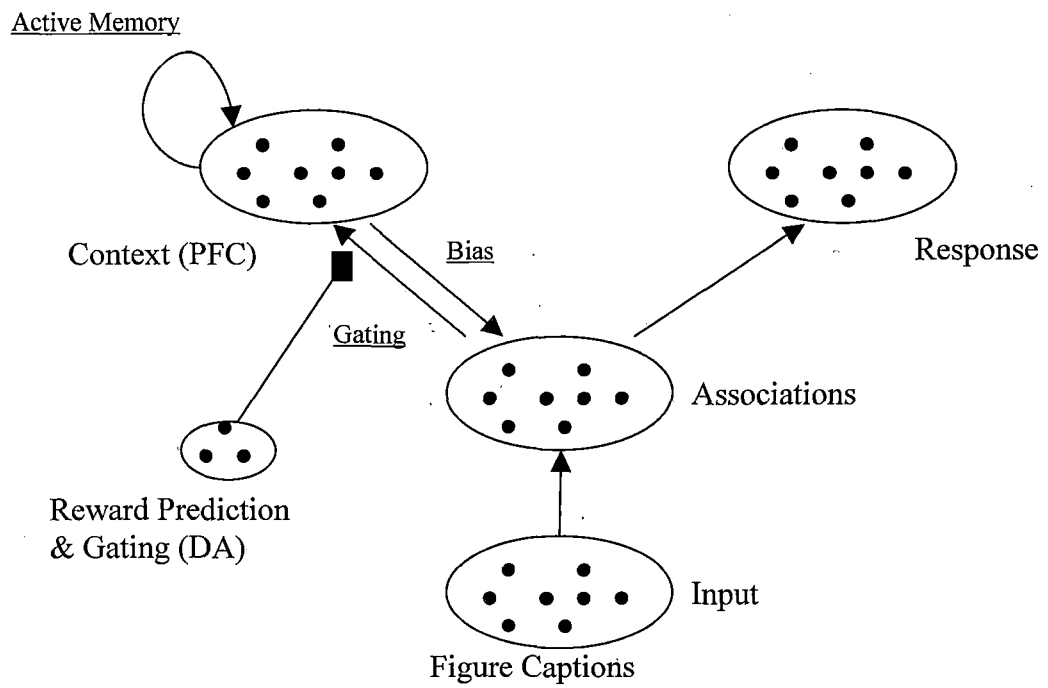 Active Memory
Context (PFC)
Bias
Response
Gating
Associations
Reward Prediction
& Gating (DA)
Input
Figure Captions